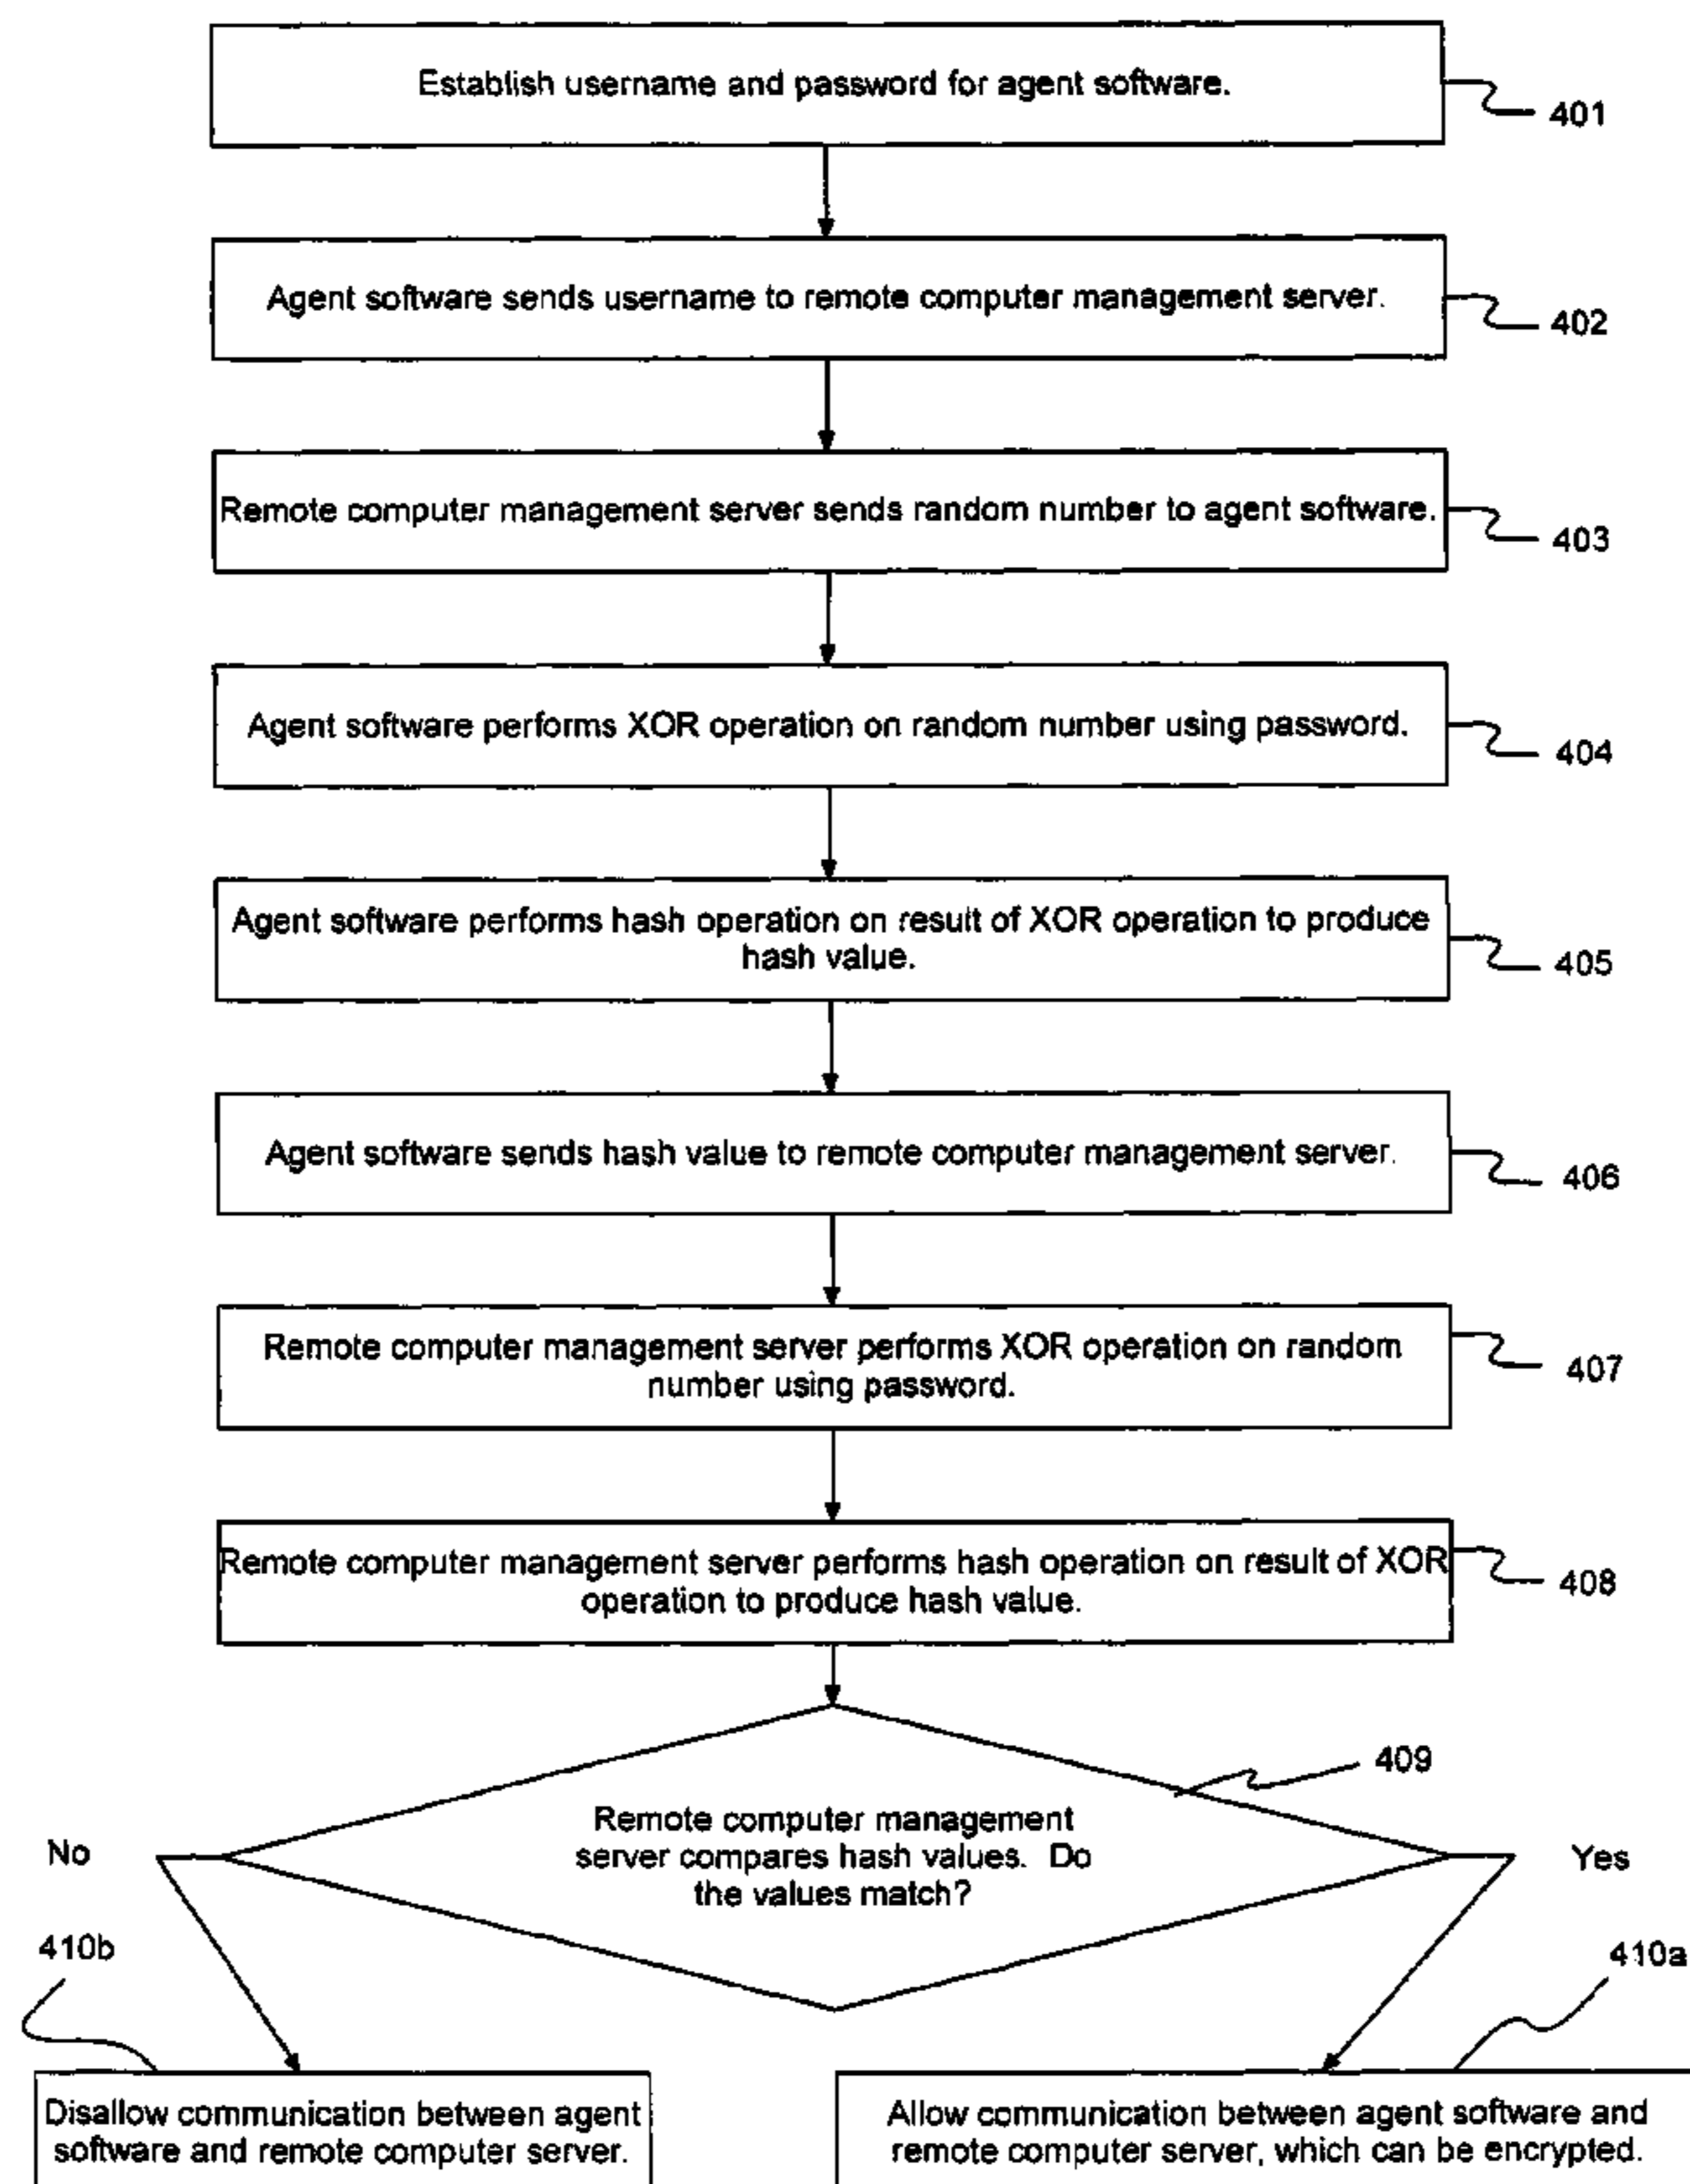 Establish username and password for agent software.
401
Agent software sends username to remote computer management server.
402
Remote computer management server sends random number to agent software.
403
Agent software performs XOR operation on random number using password.
404
Agent software performs hash operation on result of XOR operation to produce
hash value.
405
Agent software sends hash value to remote computer management server.
406
Remote computer management server performs XOR operation on random
number using password.
407
Remote computer management server performs hash operation on result of XOR
operation to produce hash value.
408
409
Remote computer management
server compares hash values. Do
the values match?
No
Yes
410b
410a
Disallow communication between agent
software and remote computer server.
Allow communication between agent software and
remote computer server, which can be encrypted.